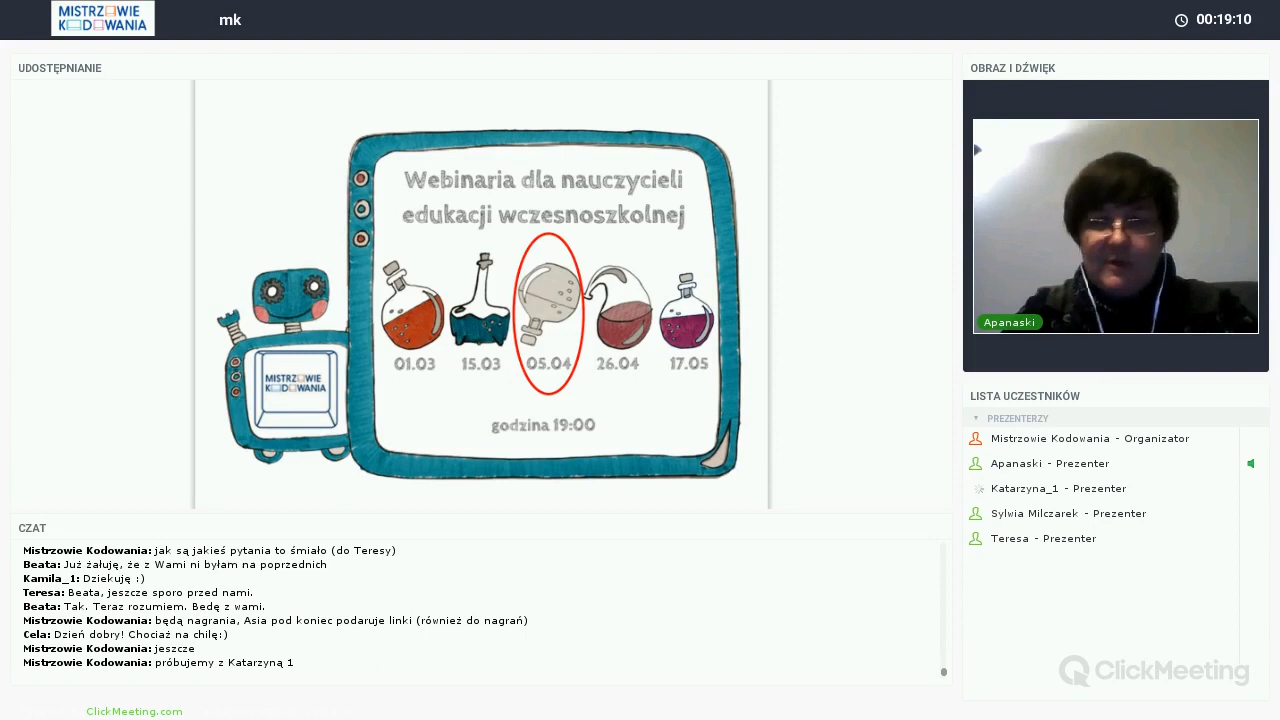 MISTRZOWIE
KODOWANIA
mk
00:19:10
UDOSTĘPNIANIE
Webinaria dla nauczycieli
edukacji wczesnoszkolnej
01.03 15.03 05.04 26.04 17.05
godzina 19:00
MISTRZOWIE
KODOWANIA
OBRAZ I DŹWIĘK
Apanaski
LISTA UCZESTNIKÓW
PREZENTERZY
Mistrzowie Kodowania - Organizator
Apanaski - Prezenter
Katarzyna_1 - Prezenter
Sylwia Milczarek - Prezenter
Teresa - Prezenter
ClickMeeting
CZAT
Mistrzowie Kodowania: jak są jakieś pytania to śmiało (do Teresy)
Beata: Już żałuję, że z Wami ni byłam na poprzednich
Kamila_1: Dziekuję :)
Teresa: Beata, jeszcze sporo przed nami.
Beata: Tak. Teraz rozumiem. Bedę z wami.
Mistrzowie Kodowania: będą nagrania, Asia pod koniec podaruje linki (również do nagrań)
Cela: Dzień dobry! Chociaż na chilę:)
Mistrzowie Kodowania: jeszcze
Mistrzowie Kodowania: próbujemy z Katarzyną 1
ClickMeeting.com